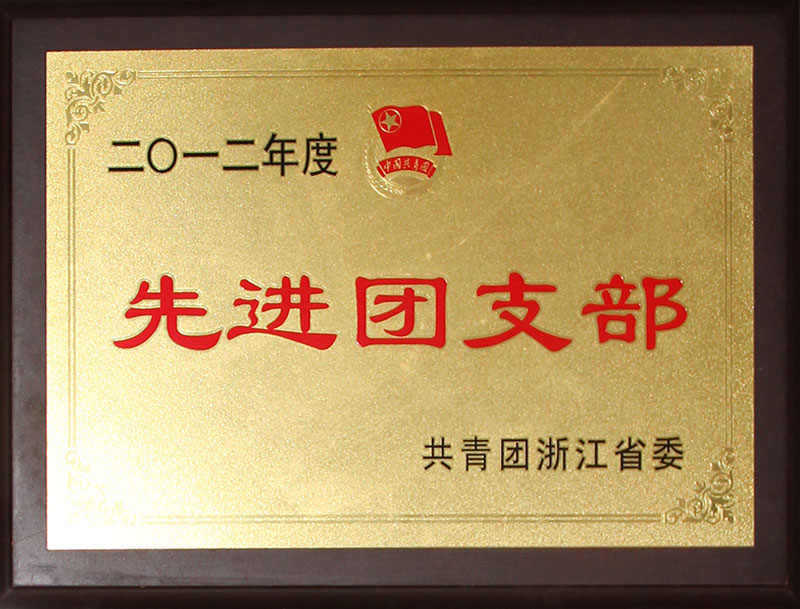 二〇一二年度
中国共青团
先进团支部
共青团浙江省委